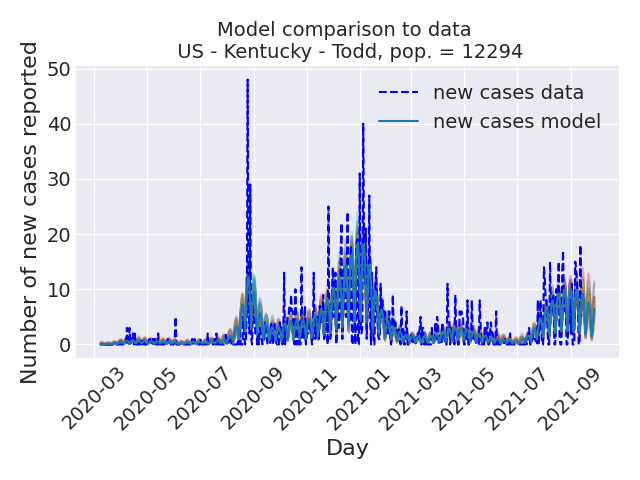 Model comparison to data
US - Kentucky - Todd, pop. = 12294
Number of new cases reported
50
40
30
20
10
0
new cases data
new cases model
2020-03
2020-05
2020-07
2020-09
2020-11
2021-01
2021-03
2021-05
2021-07
2021-09
Day